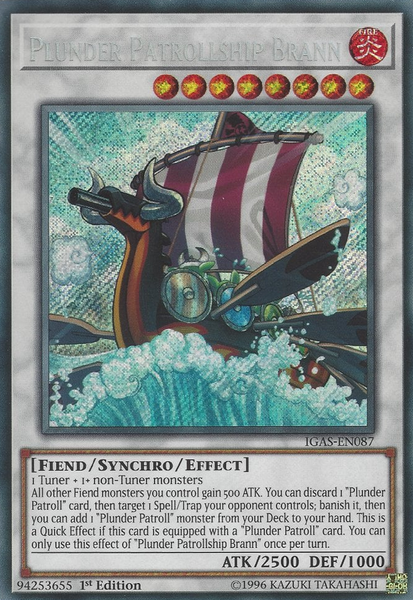 Plunder Patrollship Brann
FIRE
炎
IGAS-EN087
[Fiend/Synchro/Effect]
1 Tuner + 1+ non-Tuner monsters
All other Fiend monsters you control gain 500 ATK. You can discard 1 "Plunder
Patroll" card, then target 1 Spell/Trap your opponent controls; banish it, then
you can add 1 "Plunder Patroll" monster from your Deck to your hand. This is
a Quick Effect if this card is equipped with a "Plunder Patroll" card. You can
only use this effect of "Plunder Patrollship Brann" once per turn.
ATK/2500 DEF/1000
94253655 1st Edition ©1996 KAZUKI TAKAHASHI